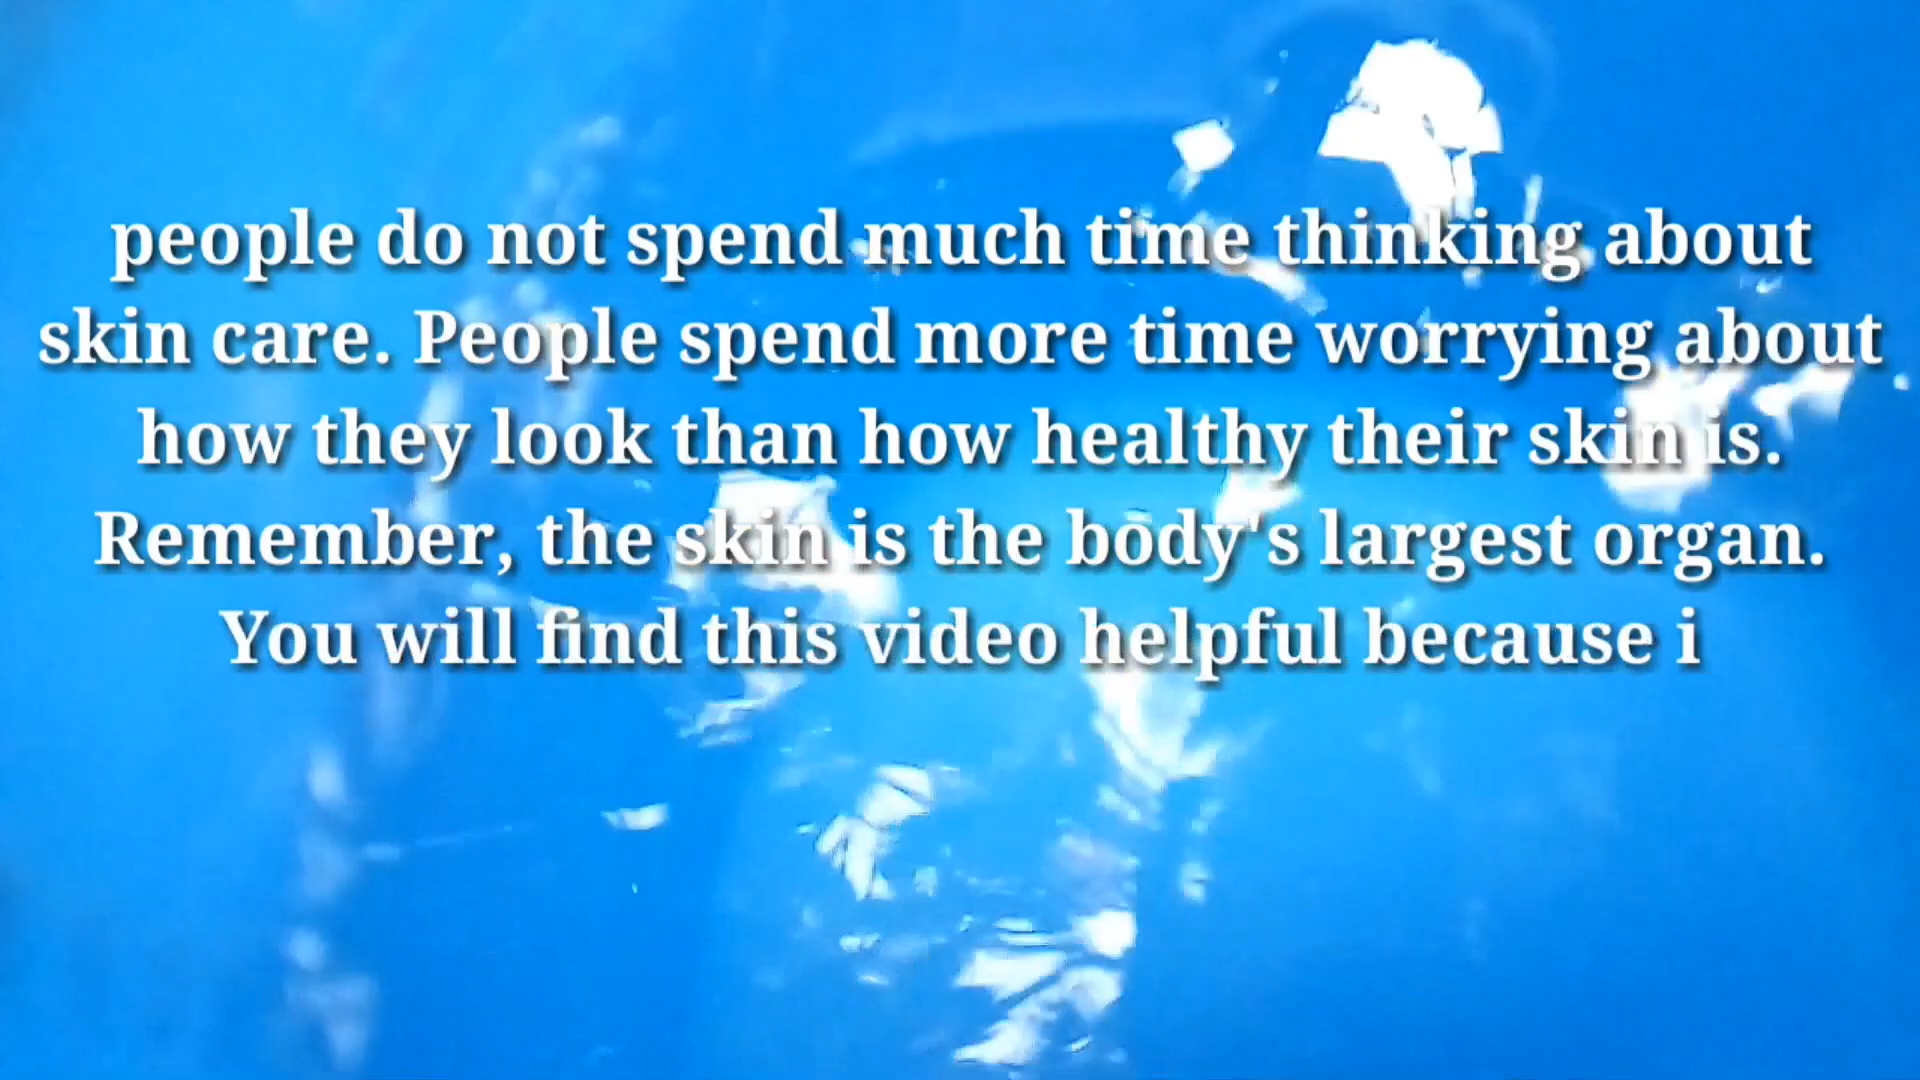 people do not spend much time thinking about
skin care. People spend more time worrying about
how they look than how healthy their skin is.
Remember, the skin is the body's largest organ.
You will find this video helpful because i